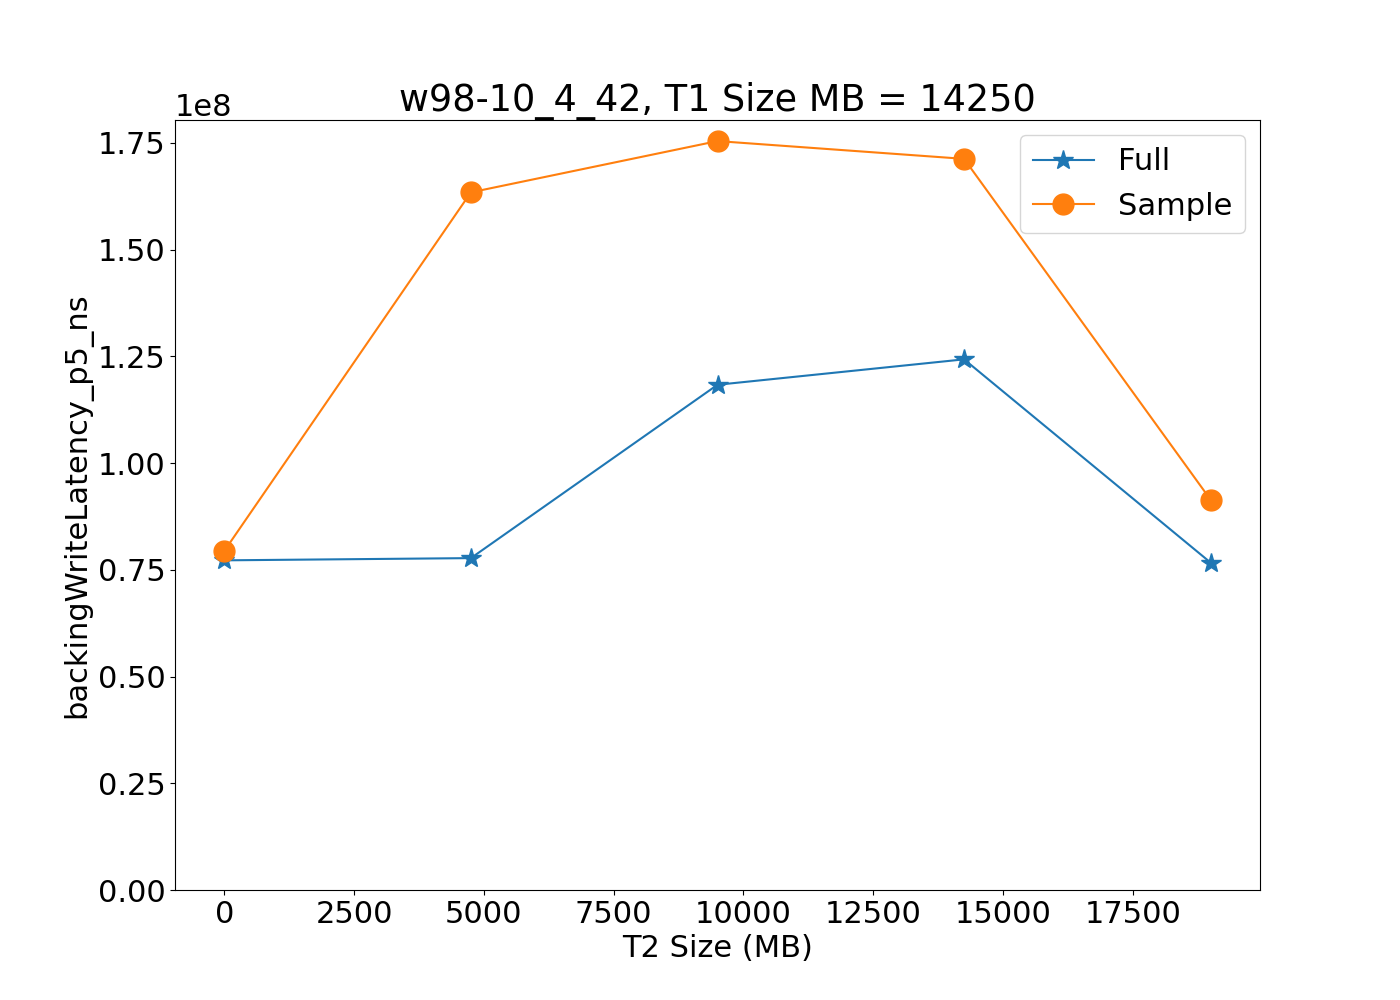 w98-10_4_42, T1 Size MB = 14250
1e8
1.75
1.50
1.25
1.00
0.75
0.50
0.25
0.00
backingWriteLatency_p5_ns
Full
Sample
0 2500 5000 7500 10000 12500 15000 17500
T2 Size (MB)